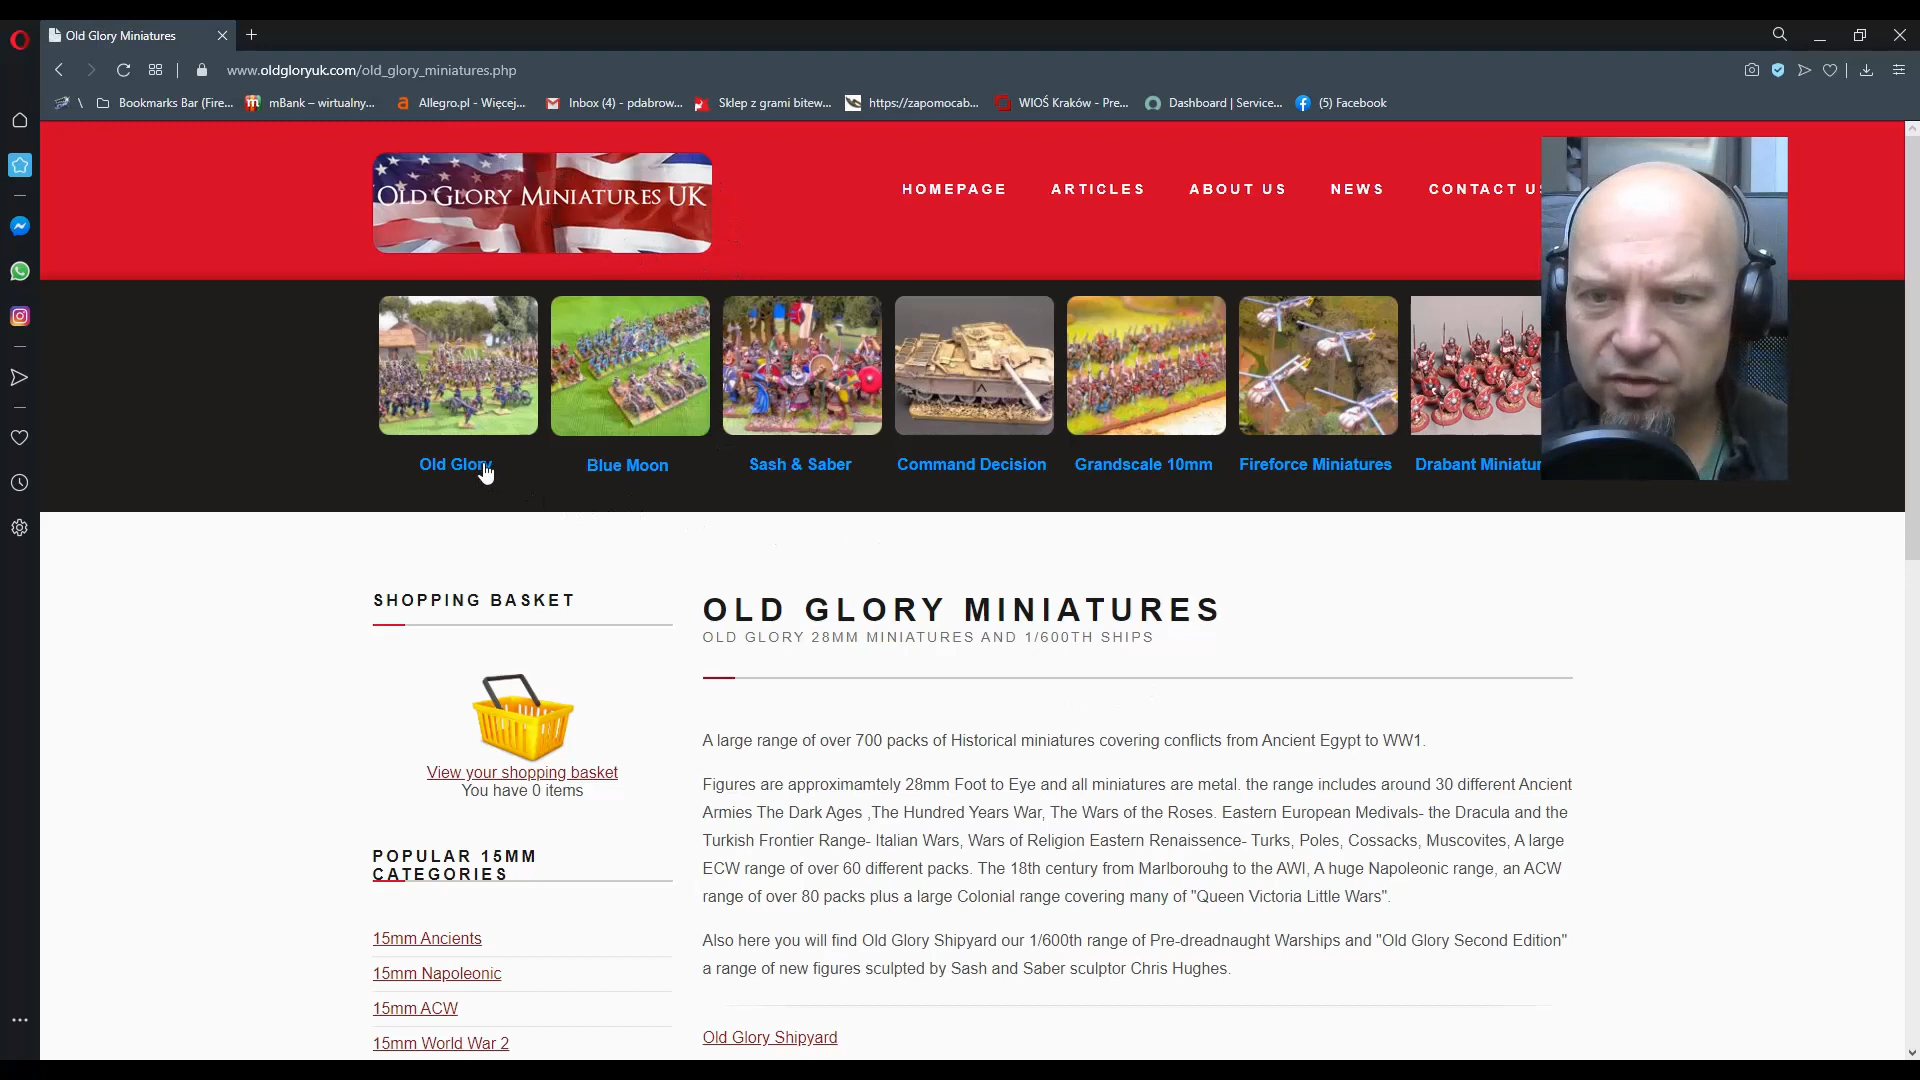 Old Glory Miniatures
www.oldgloryuk.com/old_glory_miniatures.php
\ Bookmarks Bar (Fire... mBank – wirtualny... Allegro.pl - Więcej... Inbox (4) - pdabrow... Sklep z grami bitew... https://zapomocab... WIOŚ Kraków - Pre... Dashboard | Service... (5) Facebook
OLD GLORY MINIATURES UK
HOMEPAGE ARTICLES ABOUT US NEWS CONTACT US
Old Glory Blue Moon Sash & Saber Command Decision Grandscale 10mm Fireforce Miniatures Drabant Miniatur
SHOPPING BASKET
View your shopping basket
You have 0 items
POPULAR 15MM
CATEGORIES
15mm Ancients
15mm Napoleonic
15mm ACW
15mm World War 2
OLD GLORY MINIATURES
OLD GLORY 28MM MINIATURES AND 1/600TH SHIPS
A large range of over 700 packs of Historical miniatures covering conflicts from Ancient Egypt to WW1.
Figures are approximamtely 28mm Foot to Eye and all miniatures are metal. the range includes around 30 different Ancient
Armies The Dark Ages ,The Hundred Years War, The Wars of the Roses. Eastern European Medivals- the Dracula and the
Turkish Frontier Range- Italian Wars, Wars of Religion Eastern Renaissence- Turks, Poles, Cossacks, Muscovites, A large
ECW range of over 60 different packs. The 18th century from Marlborouhg to the AWI, A huge Napoleonic range, an ACW
range of over 80 packs plus a large Colonial range covering many of "Queen Victoria Little Wars".
Also here you will find Old Glory Shipyard our 1/600th range of Pre-dreadnaught Warships and "Old Glory Second Edition"
a range of new figures sculpted by Sash and Saber sculptor Chris Hughes.
Old Glory Shipyard